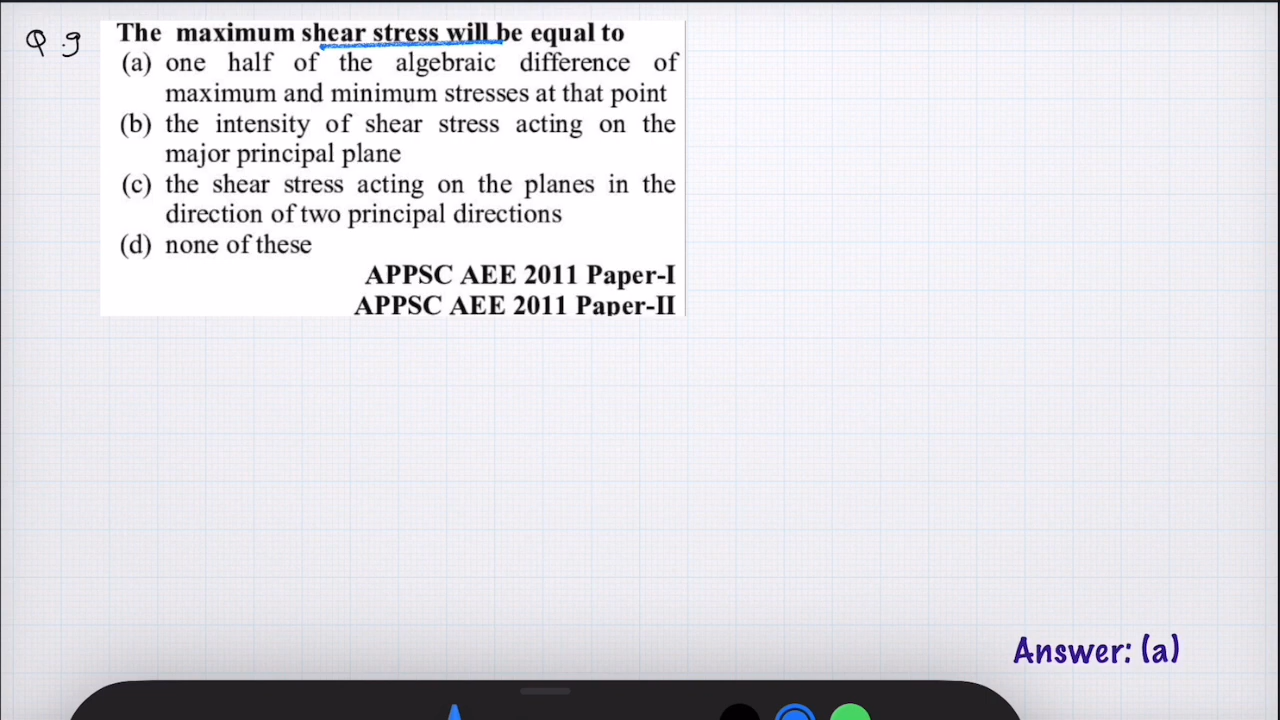 Q.9
The maximum shear stress will be equal to
(a) one half of the algebraic difference of
maximum and minimum stresses at that point
(b) the intensity of shear stress acting on the
major principal plane
(c) the shear stress acting on the planes in the
direction of two principal directions
(d) none of these
APPSC AEE 2011 Paper-I
APPSC AEE 2011 Paper-II
Answer: (a)